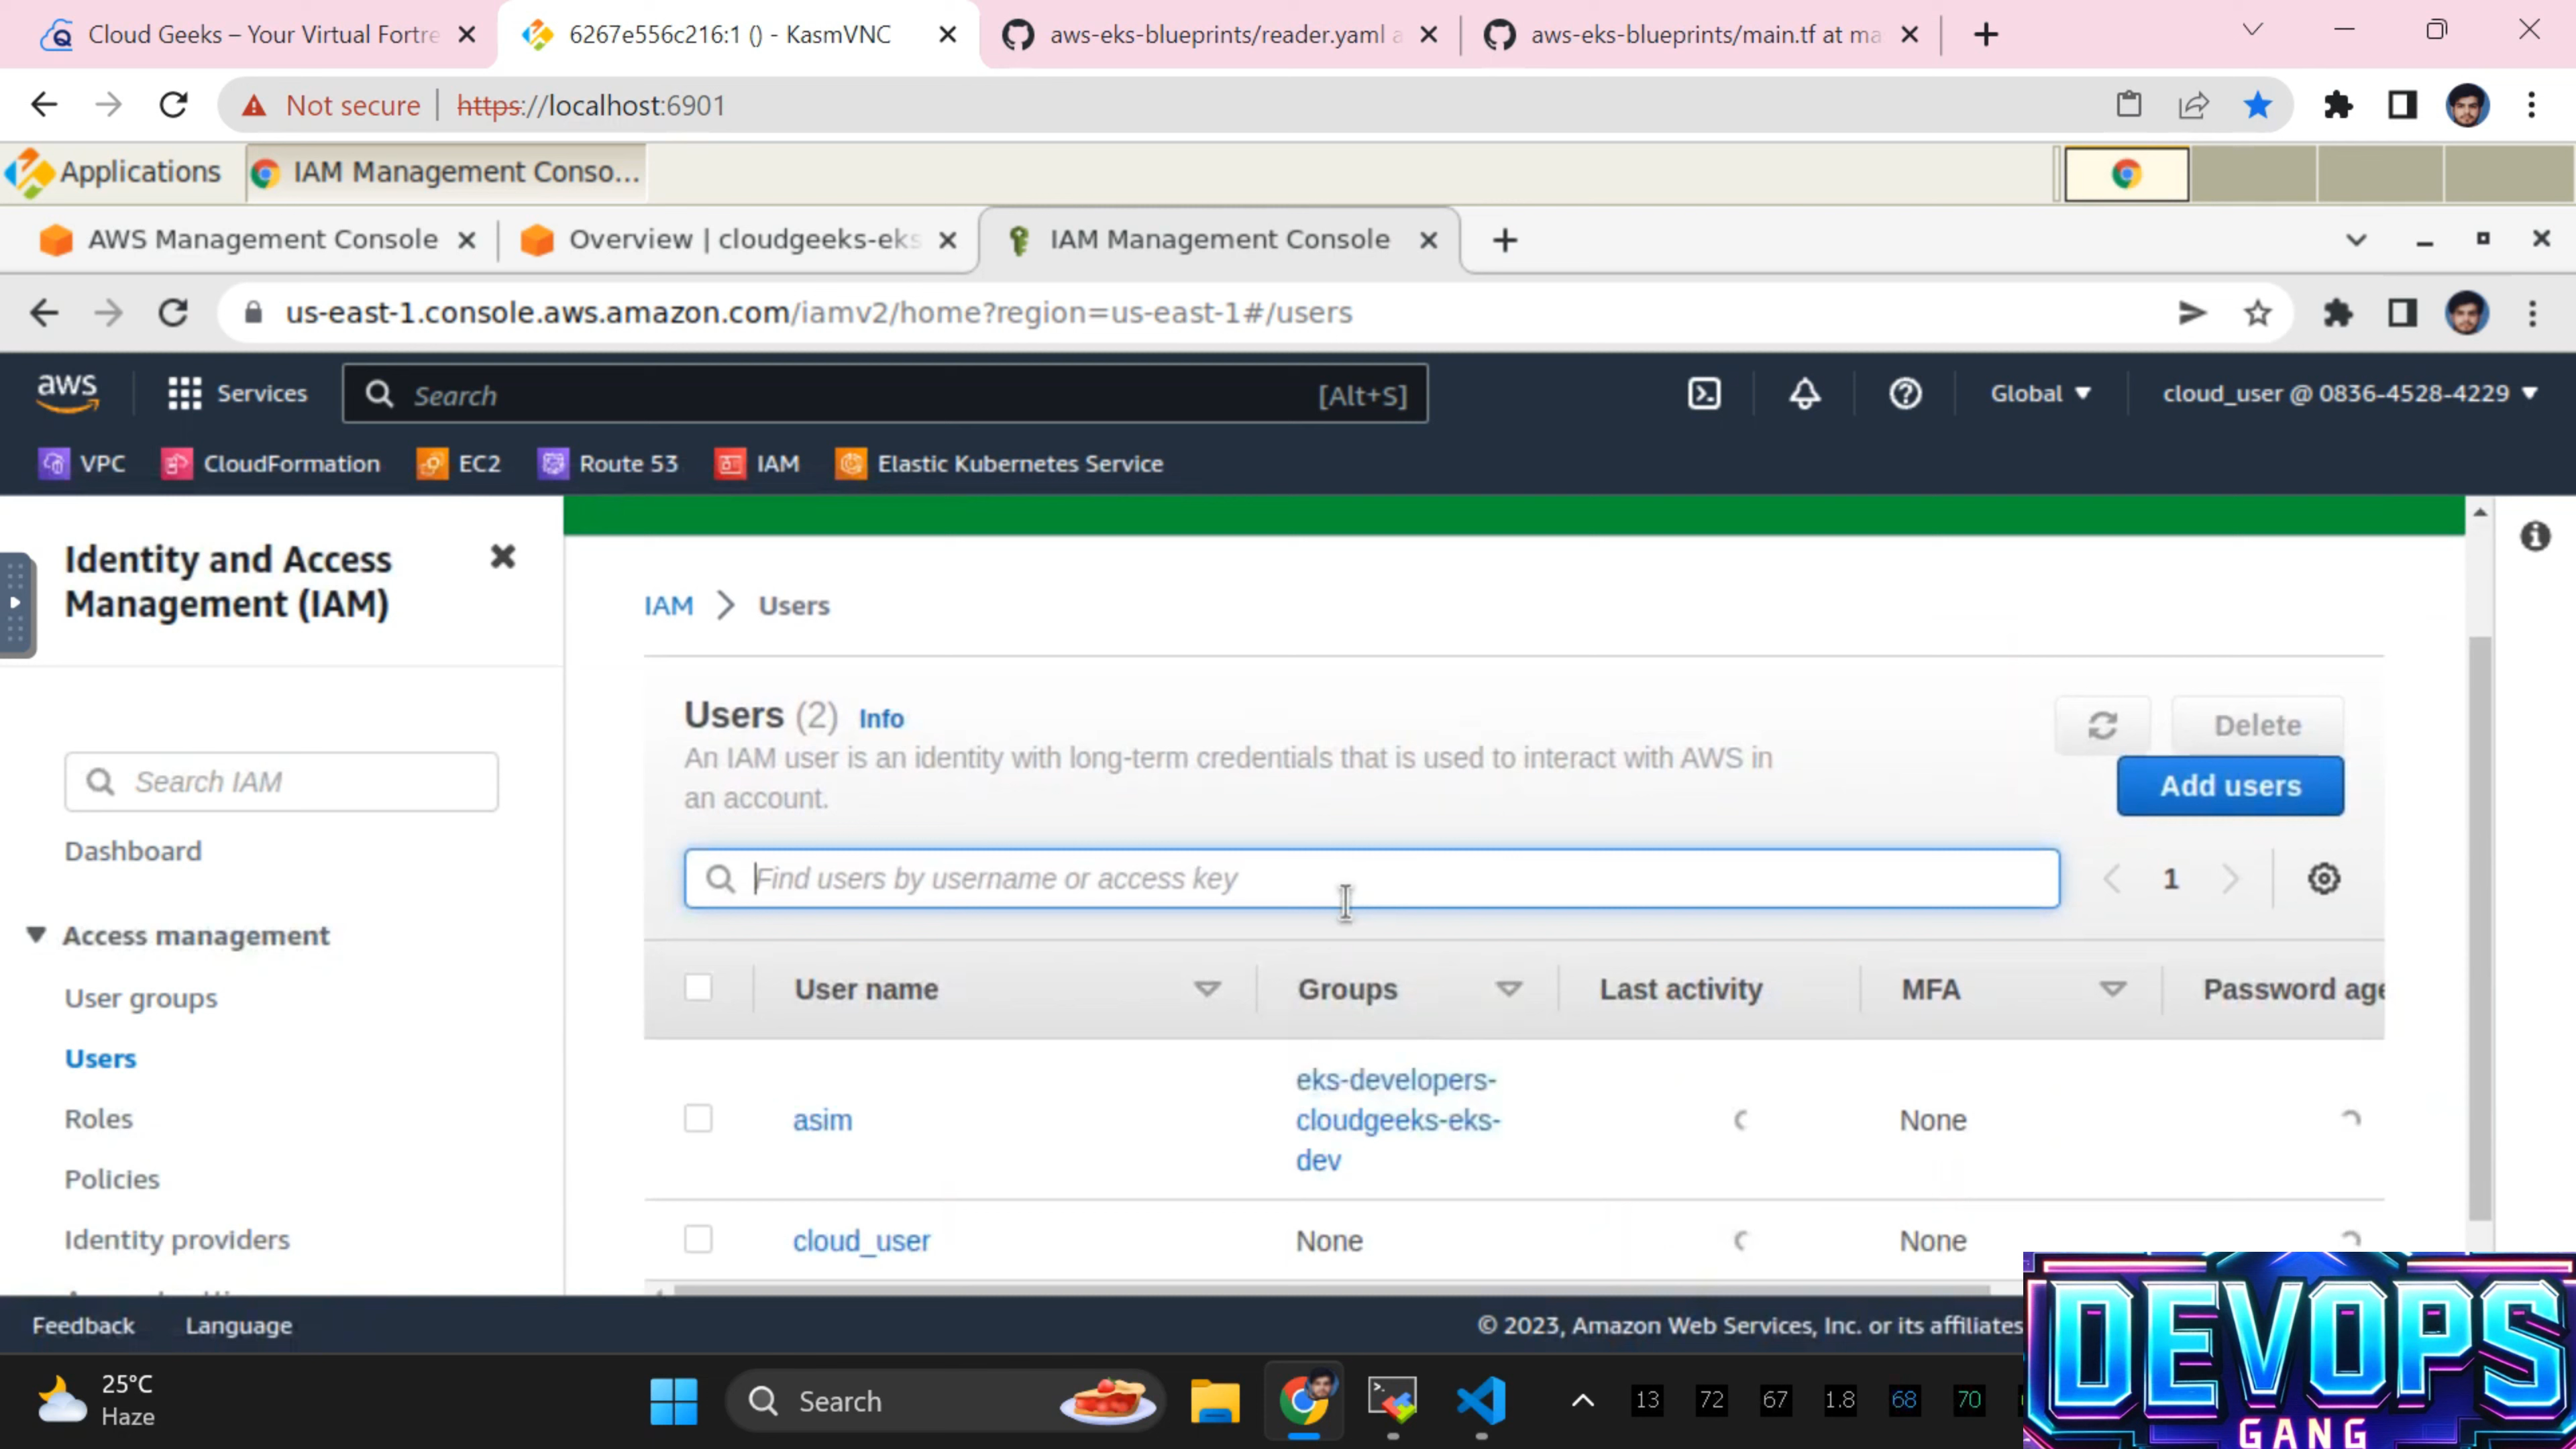 Cloud Geeks – Your Virtual Fortre
6267e556c216:1 () - KasmVNC
aws-eks-blueprints/reader.yaml a
aws-eks-blueprints/main.tf at ma
Not secure
https://localhost:6901
Applications
IAM Management Conso...
AWS Management Console
Overview | cloudgeeks-eks
IAM Management Console
us-east-1.console.aws.amazon.com/iamv2/home?region=us-east-1#/users
aws
Services
Search
[Alt+S]
Global
cloud_user @ 0836-4528-4229
VPC
CloudFormation
EC2
Route 53
IAM
Elastic Kubernetes Service
Identity and Access
Management (IAM)
Search IAM
Dashboard
Access management
User groups
Users
Roles
Policies
Identity providers
IAM
Users
Users (2)
Info
An IAM user is an identity with long-term credentials that is used to interact with AWS in
an account.
Delete
Add users
Find users by username or access key
1
User name
Groups
Last activity
MFA
Password age
asim
eks-developers-
cloudgeeks-eks-
dev
None
cloud_user
None
None
Feedback
Language
© 2023, Amazon Web Services, Inc. or its affiliates
25°C
Haze
Search
13
72
67
1.8
68
70
DEVOPS
GANG